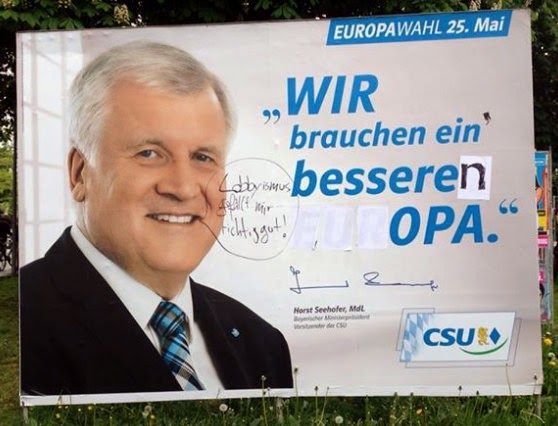 EUROPAWAHL 25. Mai
„WIR
brauchen ein'
besseren
OPA.“
Lobbyismus
gefällt mir
richtig gut!
Horst Seehofer, MdL
Bayerischer Ministerpräsident
Vorsitzender der CSU
CSU